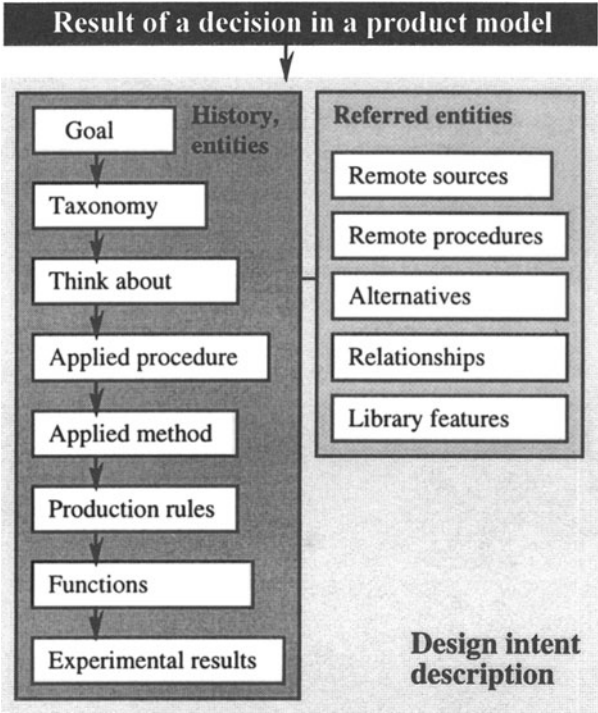 Result of a decision in a product model
History,
entities
Goal
Taxonomy
Think about
Applied procedure
Applied method
Production rules
Functions
Experimental results
Referred entities
Remote sources
Remote procedures
Alternatives
Relationships
Library features
Design intent
description